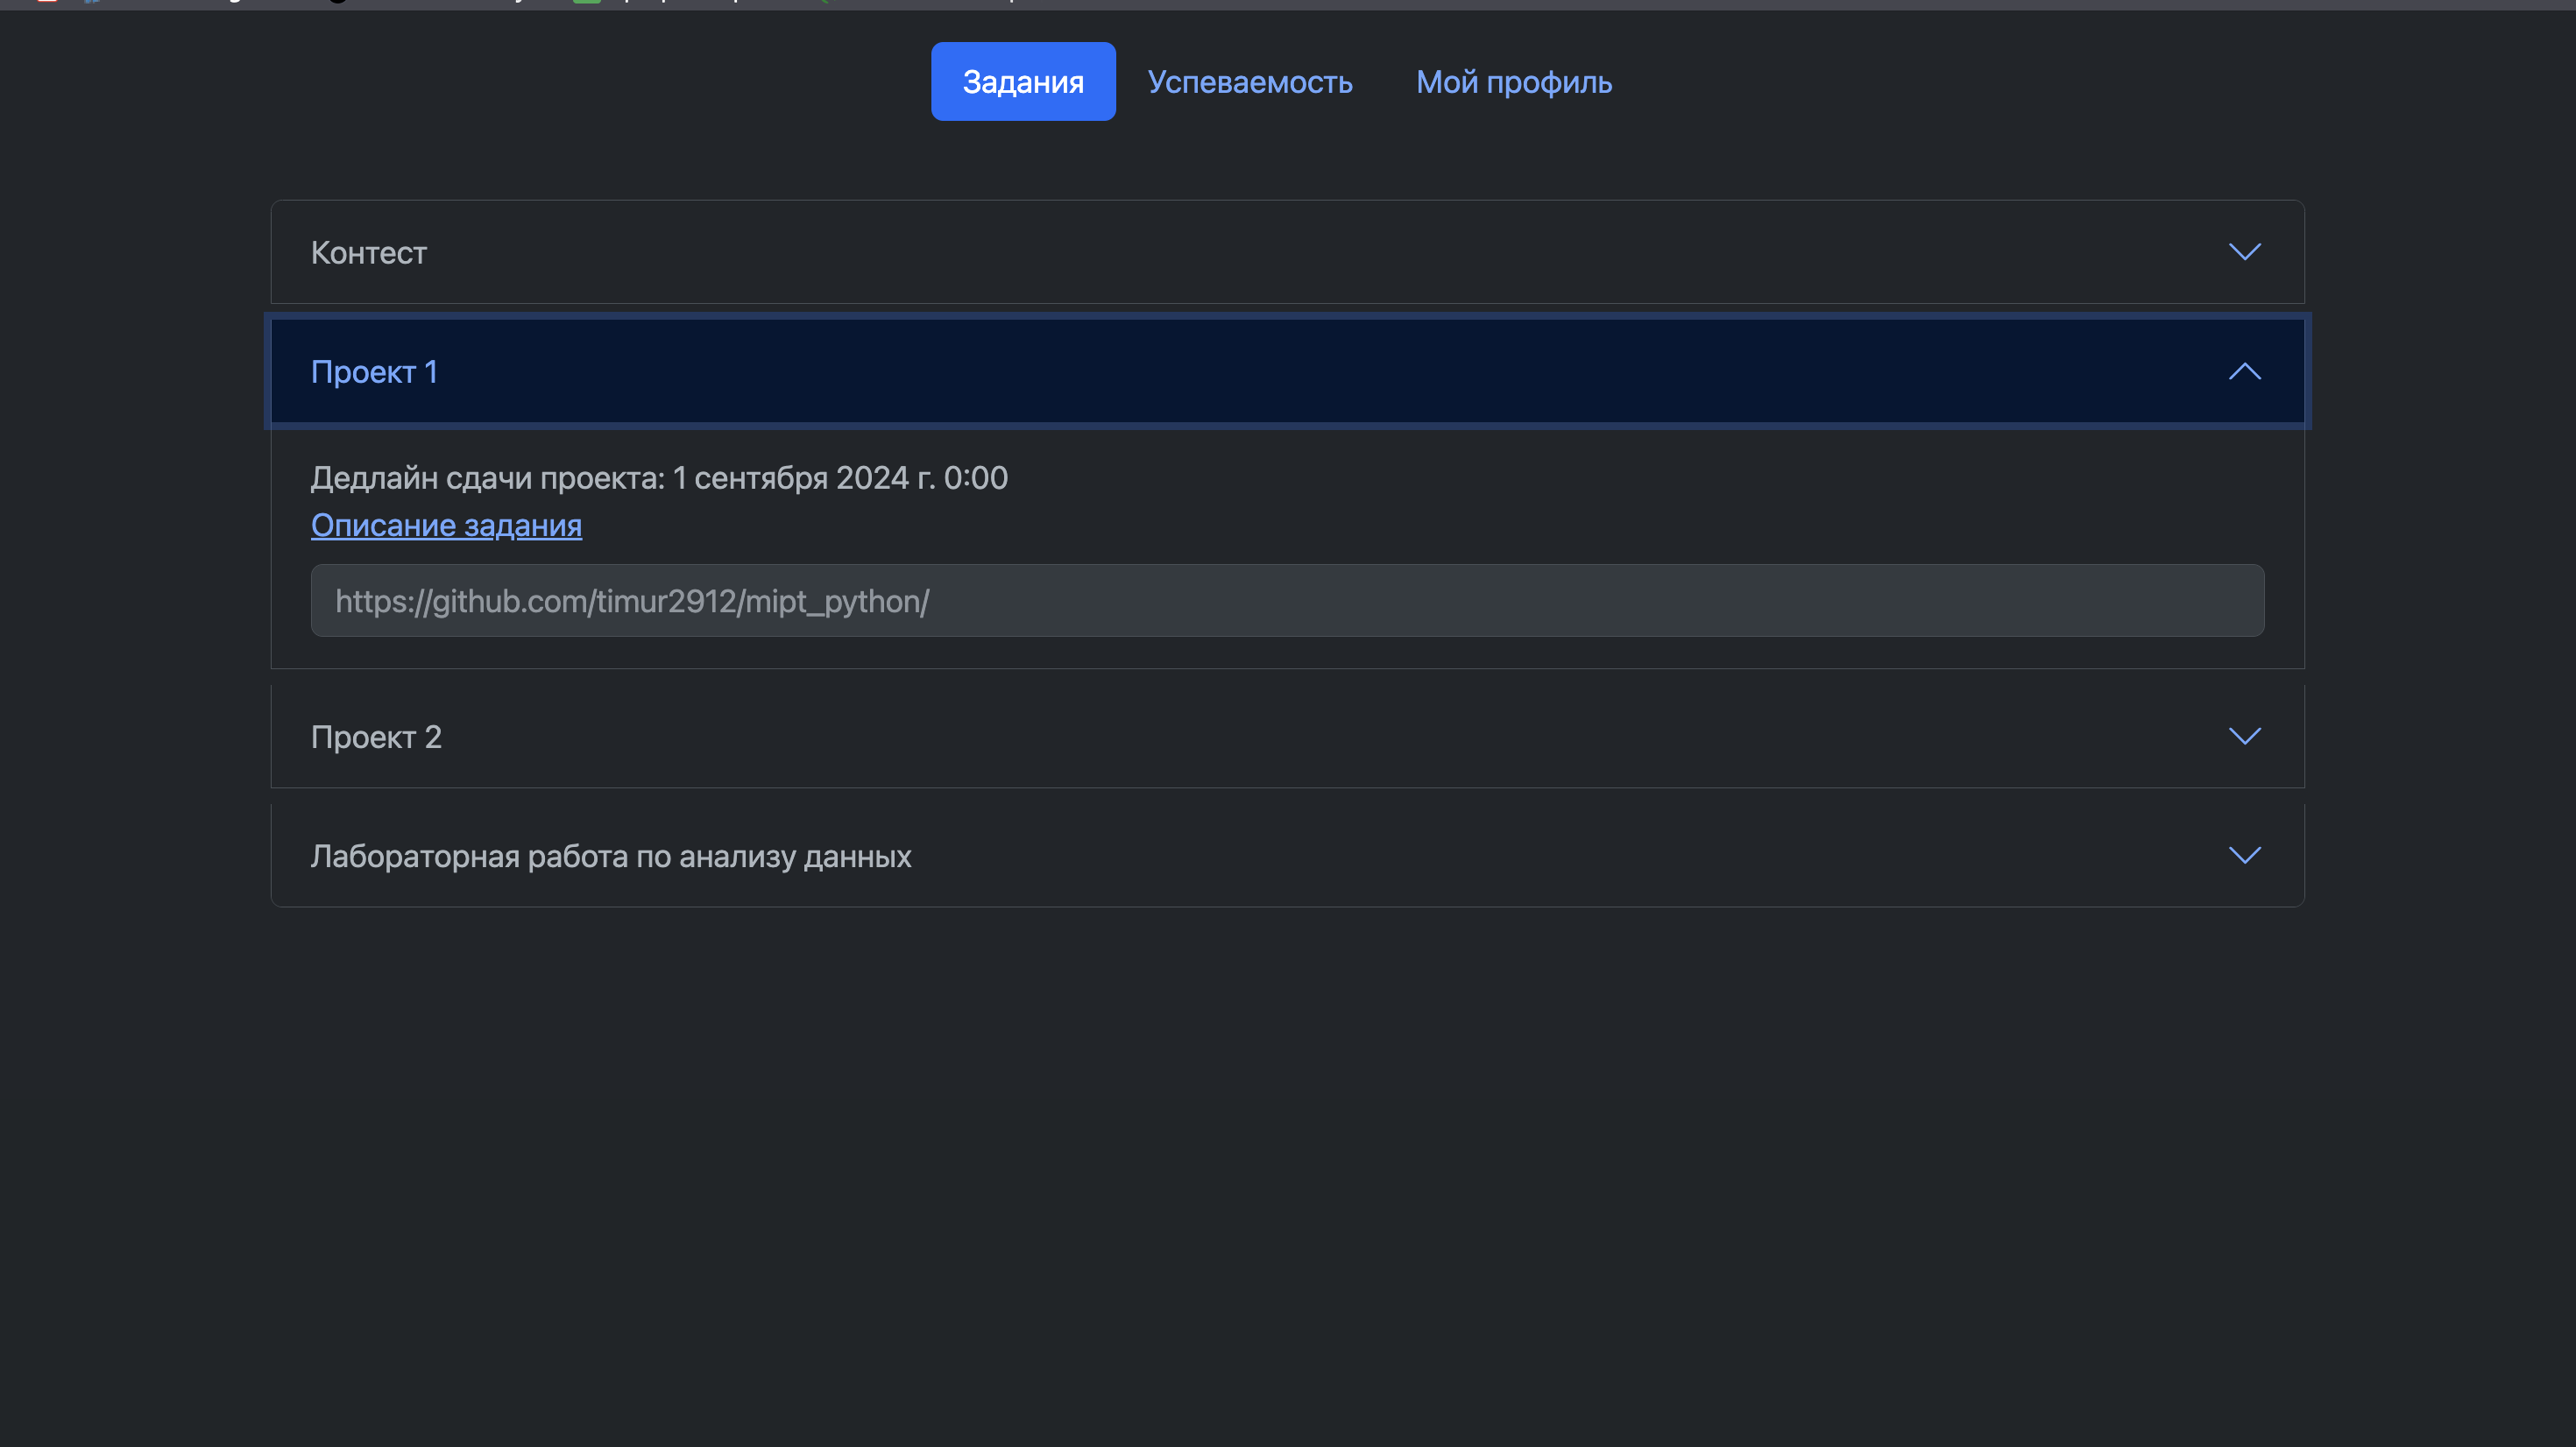 Задания Успеваемость Мой профиль
Контест
Проект 1
Дедлайн сдачи проекта: 1 сентября 2024 г. 0:00
Описание задания
https://github.com/timur2912/mipt_python/
Проект 2
Лабораторная работа по анализу данных